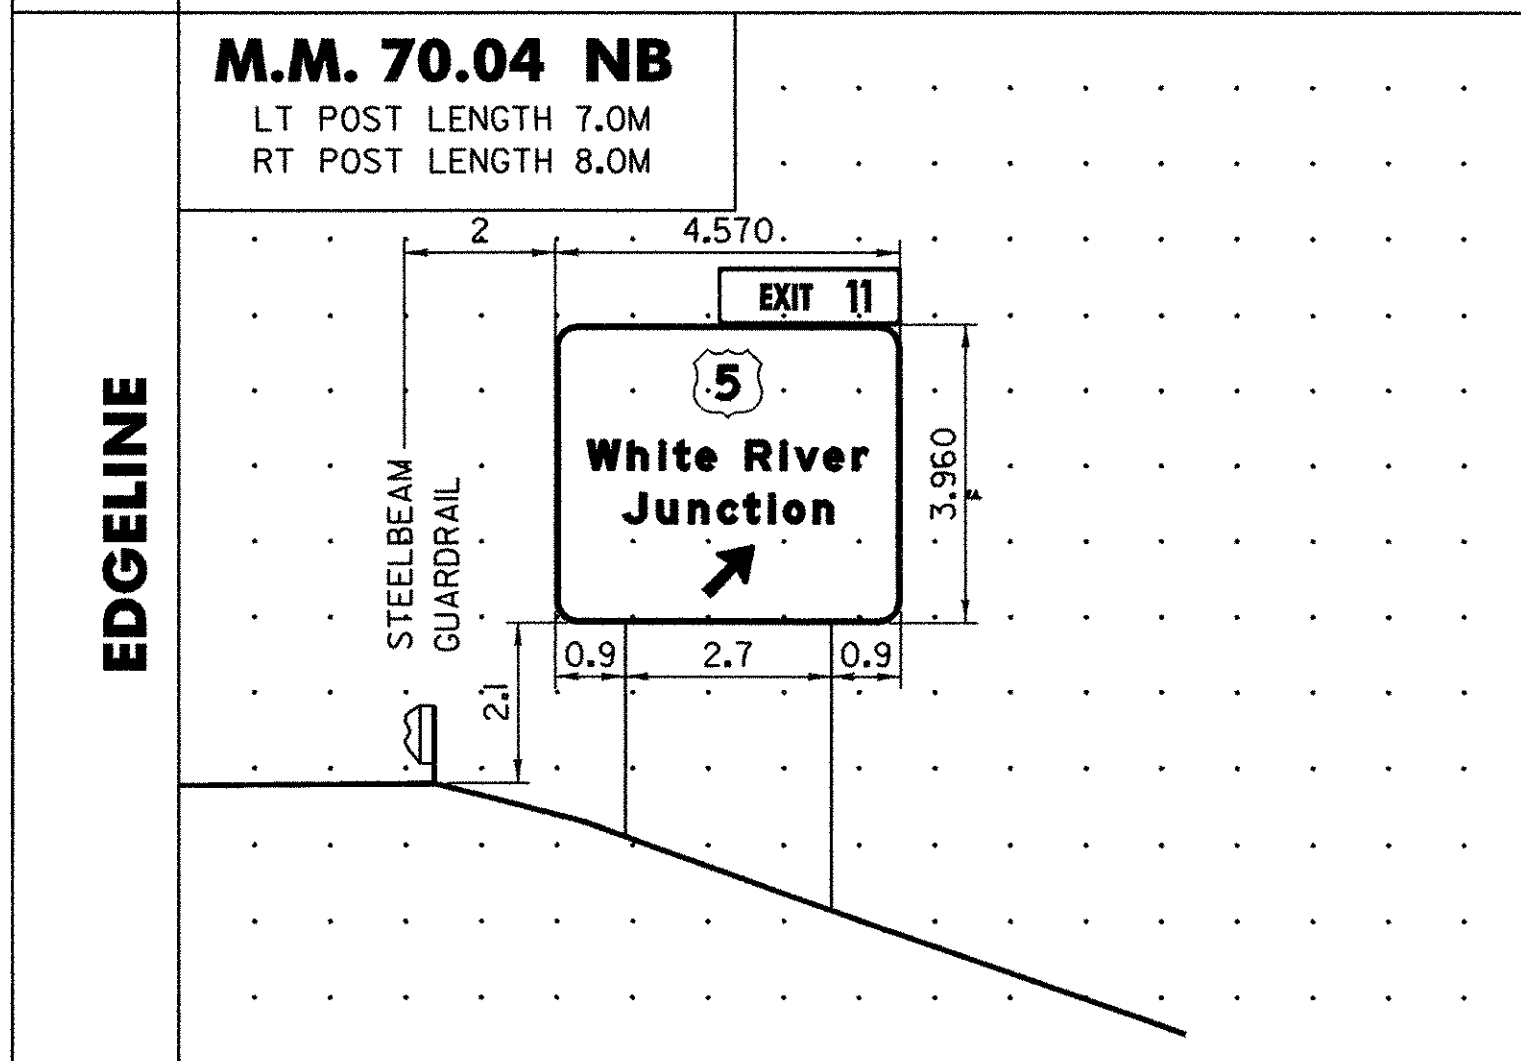 M.M. 70.04 NB
LT POST LENGTH 7.0M
RT POST LENGTH 8.0M
2
4.570
EXIT 11
5
White River
Junction
3.960
STEELBEAM
GUARDRAIL
EDGELINE
0.9
2.7
0.9
2.1